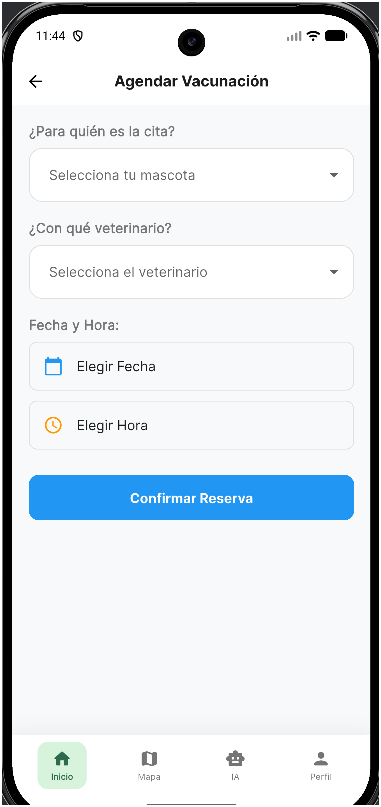 11:44
Agendar Vacunación
¿Para quién es la cita?
Selecciona tu mascota
¿Con qué veterinario?
Selecciona el veterinario
Fecha y Hora:
Elegir Fecha
Elegir Hora
Confirmar Reserva
Inicio
Mapa
IA
Perfil